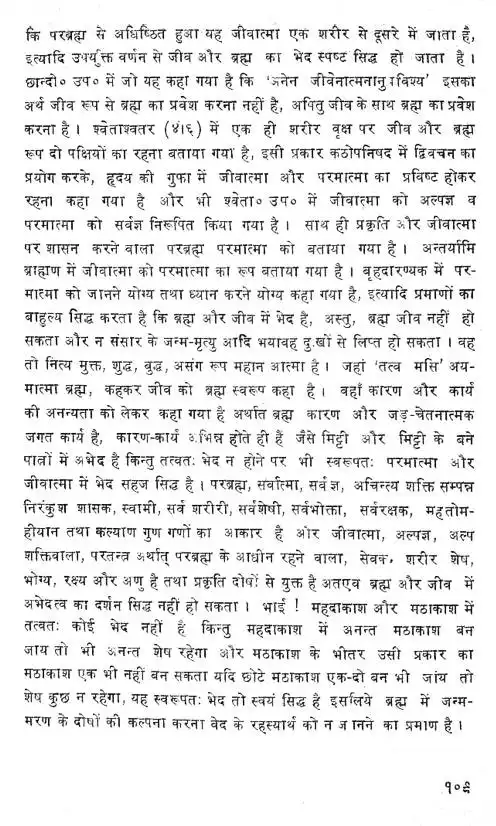 कि परब्रह्म से अधिष्ठित हुआ यह जीवात्मा एक शरीर से दूसरे में जाता है,
इत्यादि उपर्युक्त वर्णन से जीव और ब्रह्म का भेद स्पष्ट सिद्ध हो जाता है ।
छान्दो० उप० में जो यह कहा गया है कि 'अनेन जीवेनात्मनानुप्रविश्य' इसका
अर्थ जीव रूप से ब्रह्म का प्रवेश करना नहीं है, अपितु जीव के साथ ब्रह्म का प्रवेश
करना है । श्वेताश्वतर (४।६) में एक ही शरीर वृक्ष पर जीव और ब्रह्म
रूप दो पक्षियों का रहना बताया गया है, इसी प्रकार कठोपनिषद में द्विवचन का
प्रयोग करके, हृदय की गुफा में जीवात्मा और परमात्मा का प्रविष्ट होकर
रहना कहा गया है और भी श्वेता० उप० में जीवात्मा को अल्पज्ञ व
परमात्मा को सर्वज्ञ निरूपित किया गया है । साथ ही प्रकृति और जीवात्मा
पर शासन करने वाला परब्रह्म परमात्मा को बताया गया है । अन्तर्यामि
ब्राह्मण में जीवात्मा को परमात्मा का रूप बताया गया है । बृहदारण्यक में पर-
मात्मा को जानने योग्य तथा ध्यान करने योग्य कहा गया है, इत्यादि प्रमाणों का
बाहुल्य सिद्ध करता है कि ब्रह्म और जीव में भेद है, अस्तु, ब्रह्म जीव नहीं हो
सकता और न संसार के जन्म-मृत्यु आदि भयावह दुःखों से लिप्त हो सकता । वह
तो नित्य मुक्त, शुद्ध, बुद्ध, असंग रूप महान आत्मा है । जहां 'तत्व मसि' अय-
मात्मा ब्रह्म, कहकर जीव को ब्रह्म स्वरूप कहा है । वहाँ कारण और कार्य
की अनन्यता को लेकर कहा गया है अर्थात ब्रह्म कारण और जड़-चेतनात्मक
जगत कार्य है, कारण-कार्य अभिन्न होते ही हैं जैसे मिट्टी और मिट्टी के बने
पात्रों में अभेद है किन्तु तत्वतः भेद न होने पर भी स्वरूपतः परमात्मा और
जीवात्मा में भेद सहज सिद्ध है । परब्रह्म, सर्वात्मा, सर्वज्ञ, अचिन्त्य शक्ति सम्पन्न
निरंकुश शासक, स्वामी, सर्व शरीरी, सर्वशेषी, सर्वभोक्ता, सर्वरक्षक, महतोम-
हीयान तथा कल्याण गुण गणों का आकार है और जीवात्मा, अल्पज्ञ, अल्प
शक्तिवाला, परतन्त्र अर्थात् परब्रह्म के आधीन रहने वाला, सेवक, शरीर शेष,
भोग्य, रक्ष्य और अणु है तथा प्रकृति दोषों से युक्त है अतएव ब्रह्म और जीव में
अभेदत्व का दर्शन सिद्ध नहीं हो सकता । भाई ! महदाकाश और मठाकाश में
तत्वतः कोई भेद नहीं है किन्तु महदाकाश में अनन्त मठाकाश बन
जाय तो भी अनन्त शेष रहेगा और मठाकाश के भीतर उसी प्रकार का
मठाकाश एक भी नहीं बन सकता यदि छोटे मठाकाश एक-दो बन भी जांय तो
शेष कुछ न रहेगा, यह स्वरूपतः भेद तो स्वयं सिद्ध है इसलिये ब्रह्म में जन्म-
मरण के दोषों की कल्पना करना वेद के रहस्यार्थ को न जानने का प्रमाण है ।
१०९